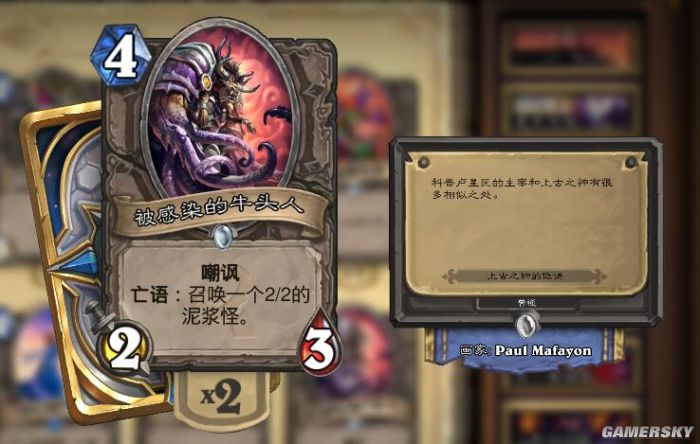 4
被感染的牛头人
嘲讽
亡语：召唤一个2/2的
泥浆怪。
2
3
x2
科普卢星区的主宰和上古之神有很
多相似之处。
上古之神的低语
普通
画家: Paul Mafayon
GAMERSKY